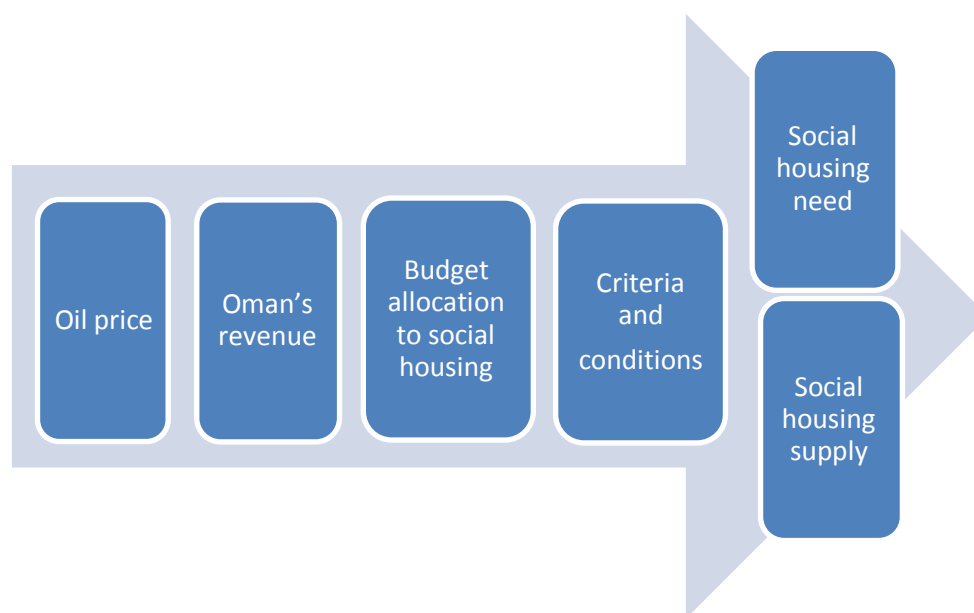 Oil price
Oman’s
revenue
Budget
allocation
to social
housing
Criteria
and
conditions
Social
housing
need
Social
housing
supply